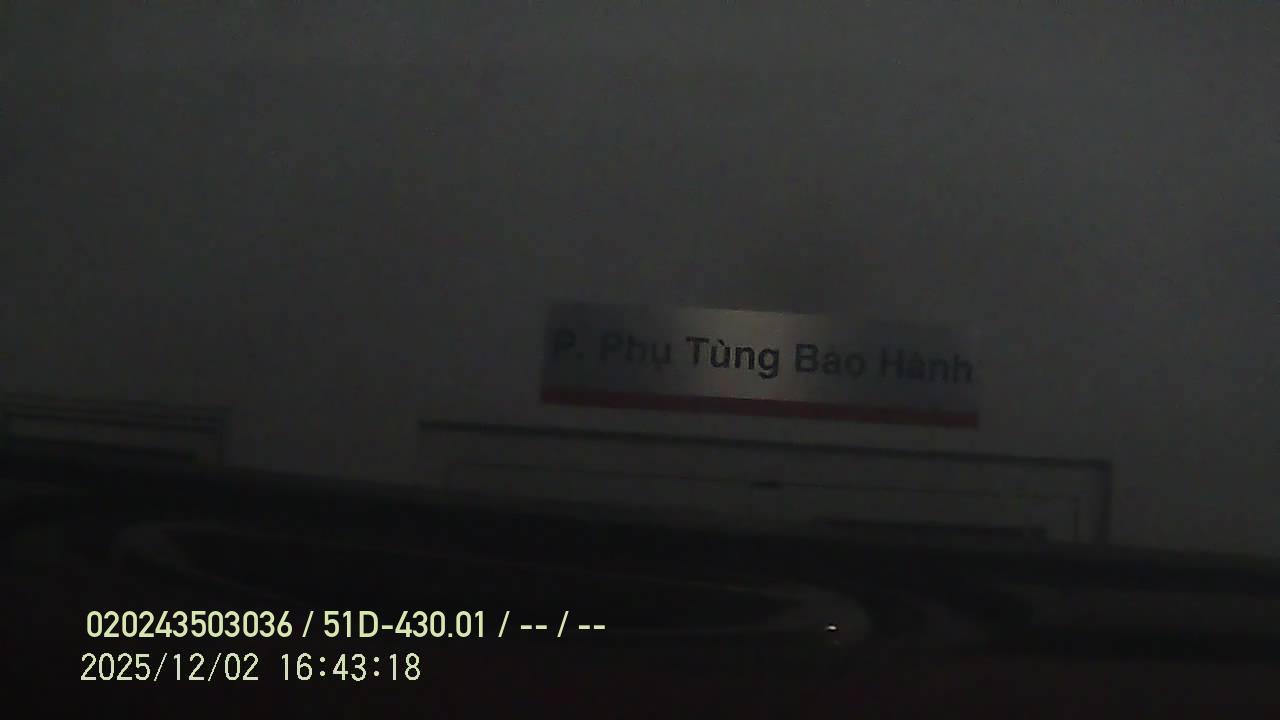 P. Phụ Tùng Bảo Hành
020243503036 / 51D-430.01 / -- / --
2025/12/02 16:43:18